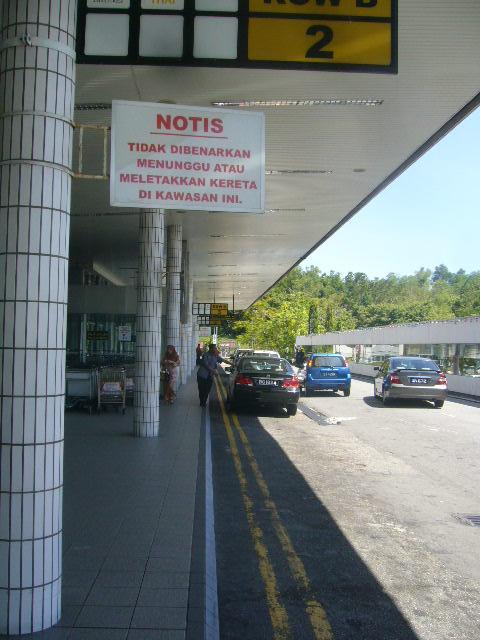 ROW B
2
NOTIS
TIDAK DIBENARKAN
MENUNGGU ATAU
MELETAKKAN KERETA
DI KAWASAN INI.